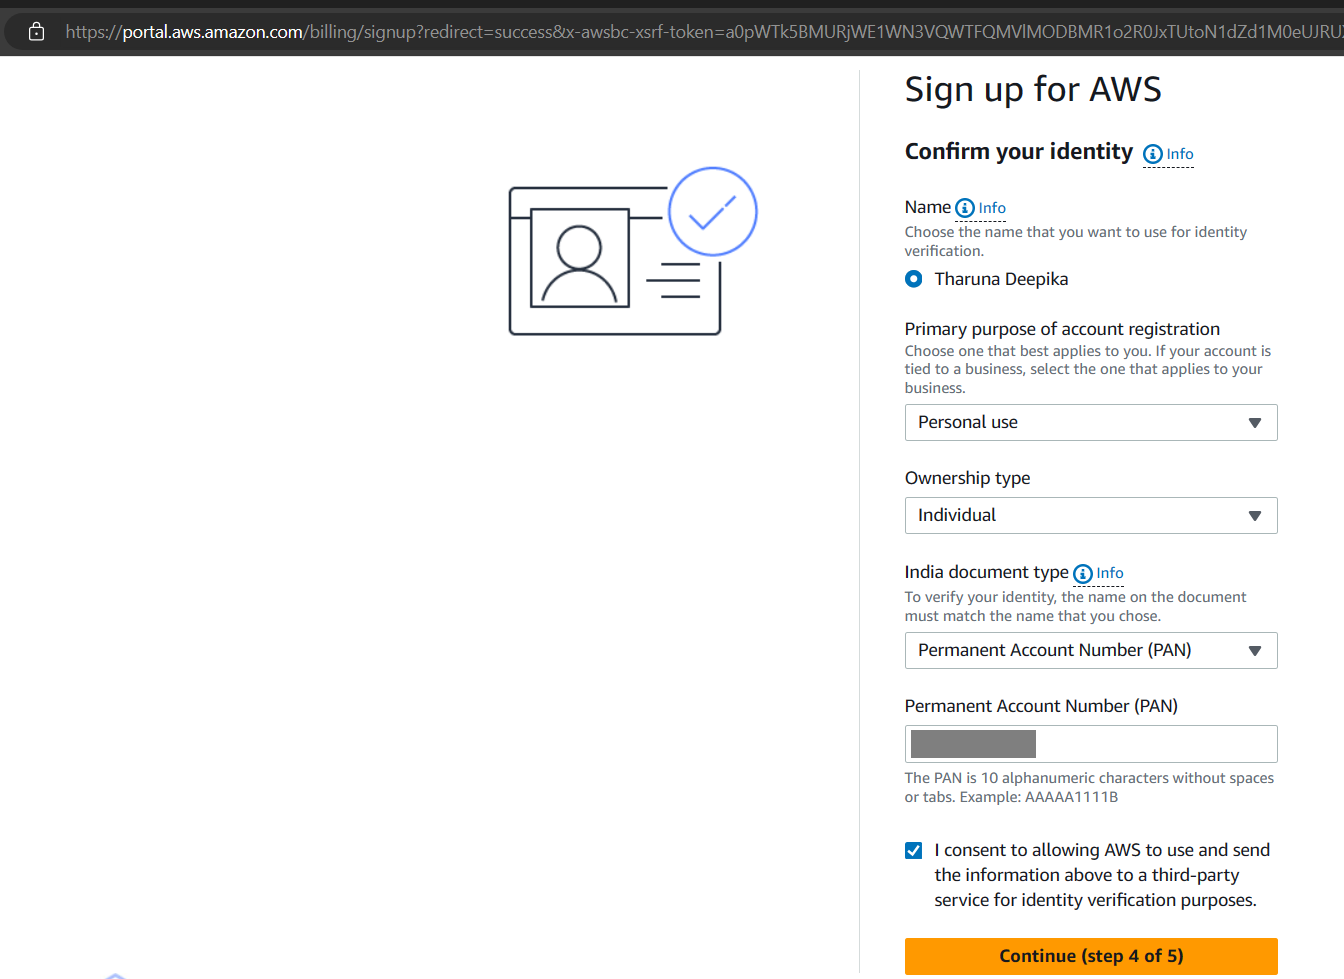 https://portal.aws.amazon.com/billing/signup?redirect=success&x-awsbc-xsrf-token=
Sign up for AWS
Confirm your identity Info
Name Info
Choose the name that you want to use for identity
verification.
Tharuna Deepika
Primary purpose of account registration
Choose one that best applies to you. If your account is
tied to a business, select the one that applies to your
business.
Personal use
Ownership type
Individual
India document type Info
To verify your identity, the name on the document
must match the name that you chose.
Permanent Account Number (PAN)
Permanent Account Number (PAN)
The PAN is 10 alphanumeric characters without spaces
or tabs. Example: AAAAA1111B
I consent to allowing AWS to use and send
the information above to a third-party
service for identity verification purposes.
Continue (step 4 of 5)